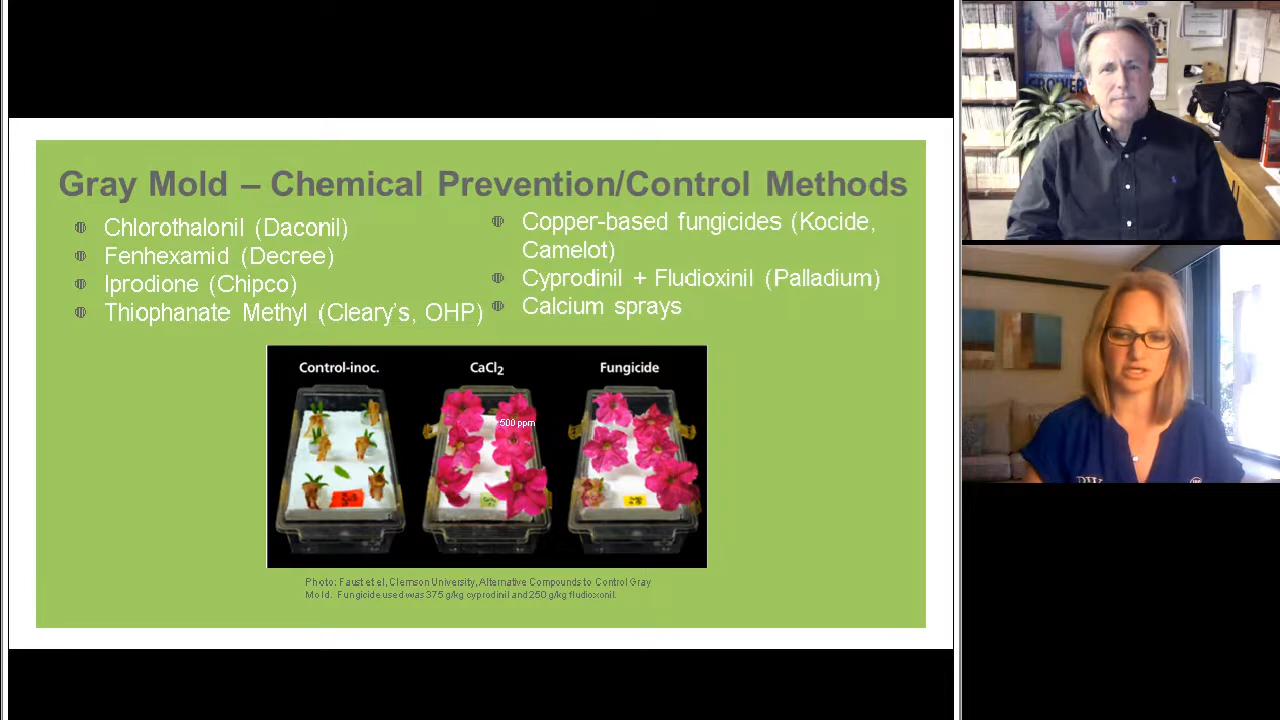 Gray Mold – Chemical Prevention/Control Methods
Chlorothalonil (Daconil)
Fenhexamid (Decree)
Iprodione (Chipco)
Thiophanate Methyl (Cleary's, OHP)
Copper-based fungicides (Kocide,
Camelot)
Cyprodinil + Fludioxinil (Palladium)
Calcium sprays
Control-inoc.
CaCl2
Fungicide
500 ppm
Photo: Faust et el, Clemson University, Alternative Compounds to Control Gray
Mold. Fungicide used was 375 g/kg cyprodinil and 250 g/kg fludioxonil.
GROWER